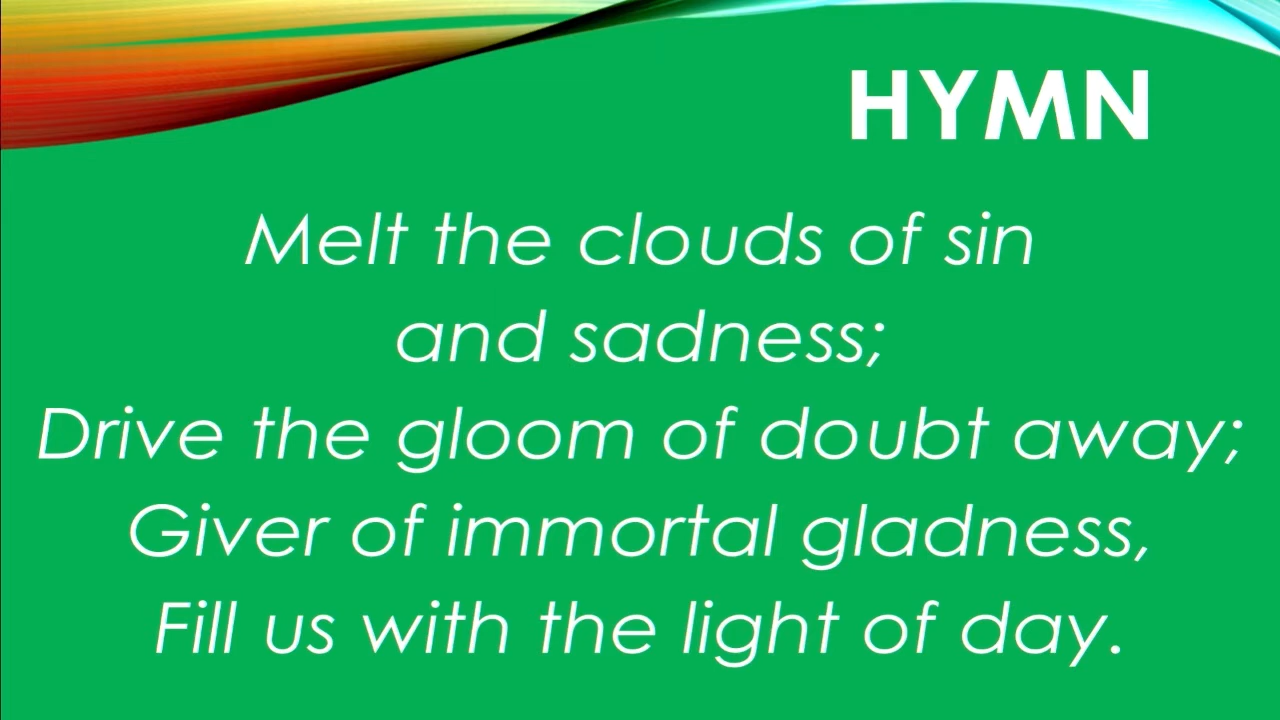 HYMN
Melt the clouds of sin
and sadness;
Drive the gloom of doubt away;
Giver of immortal gladness,
Fill us with the light of day.